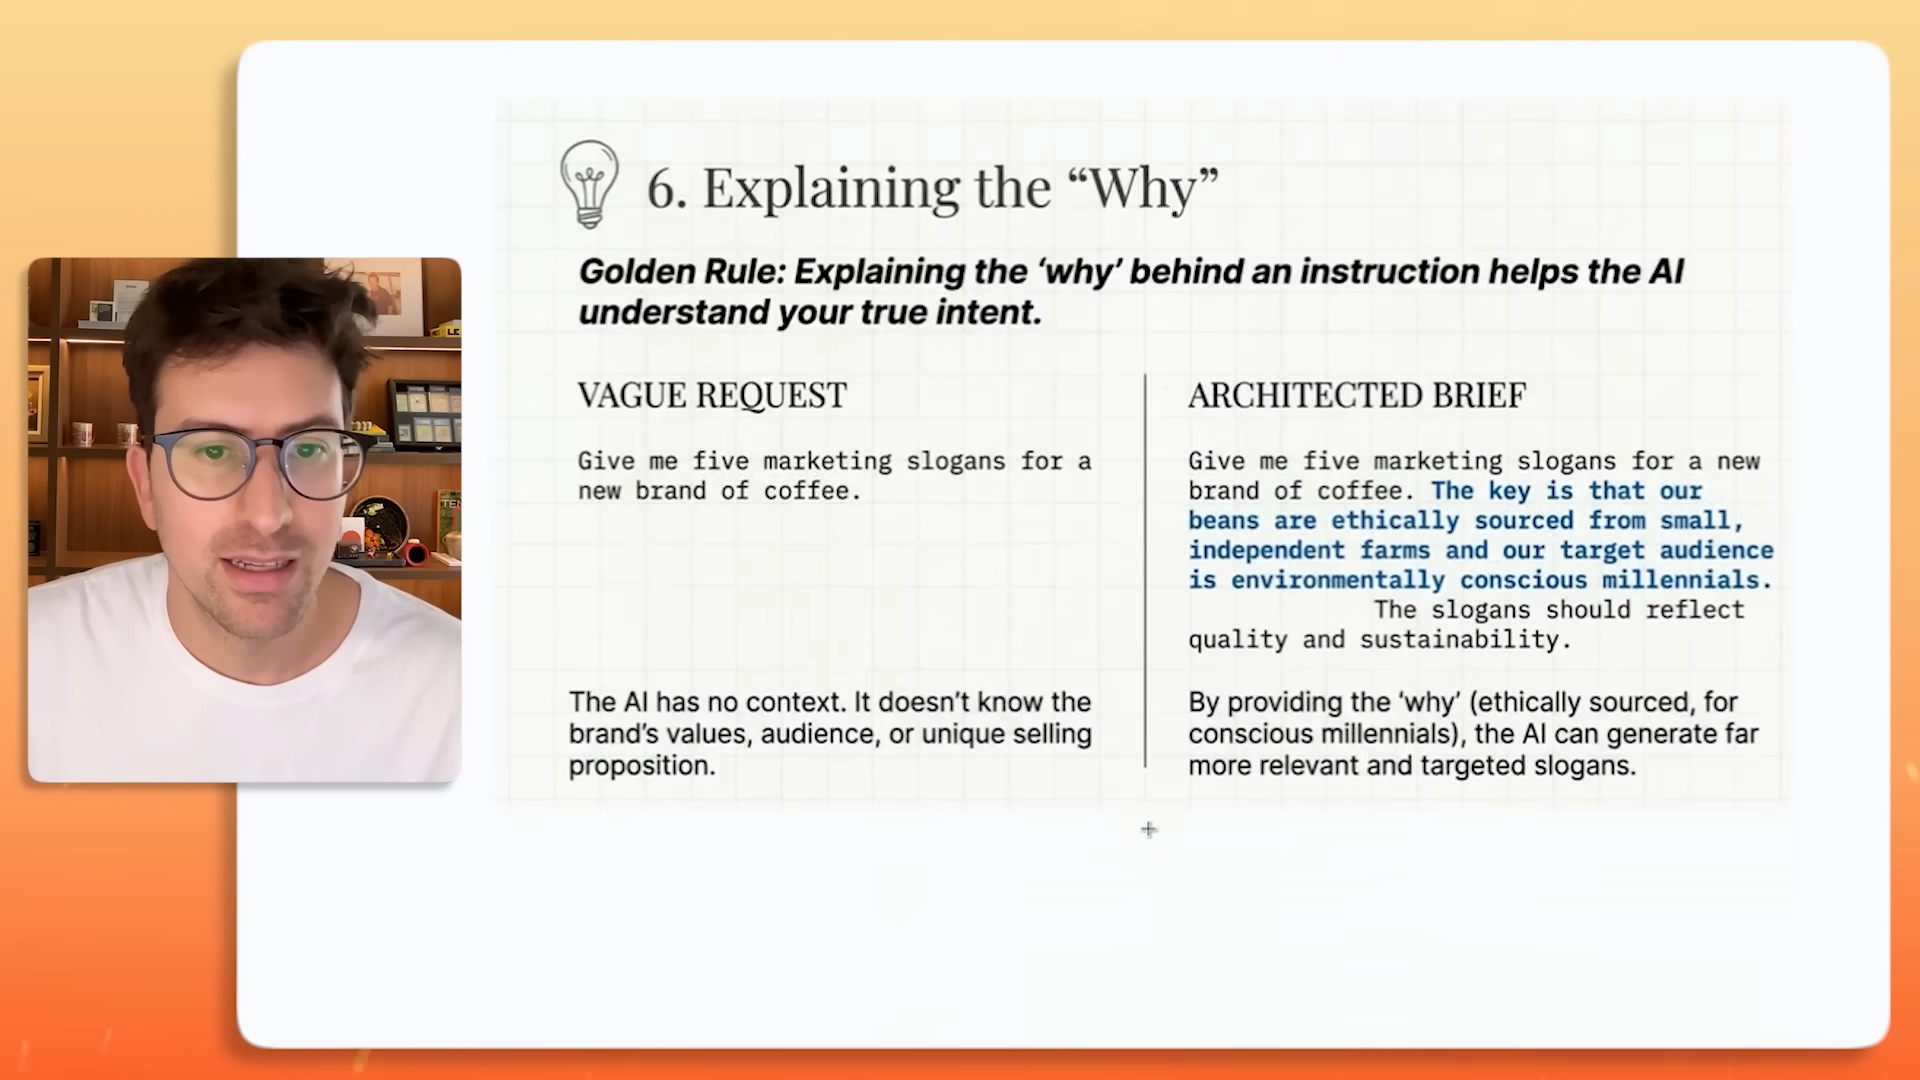 6. Explaining the “Why”
Golden Rule: Explaining the ‘why’ behind an instruction helps the AI
understand your true intent.
VAGUE REQUEST
Give me five marketing slogans for a
new brand of coffee.
The AI has no context. It doesn’t know the
brand’s values, audience, or unique selling
proposition.
ARCHITECTED BRIEF
Give me five marketing slogans for a new
brand of coffee. The key is that our
beans are ethically sourced from small,
independent farms and our target audience
is environmentally conscious millennials.
The slogans should reflect
quality and sustainability.
By providing the ‘why’ (ethically sourced, for
conscious millennials), the AI can generate far
more relevant and targeted slogans.